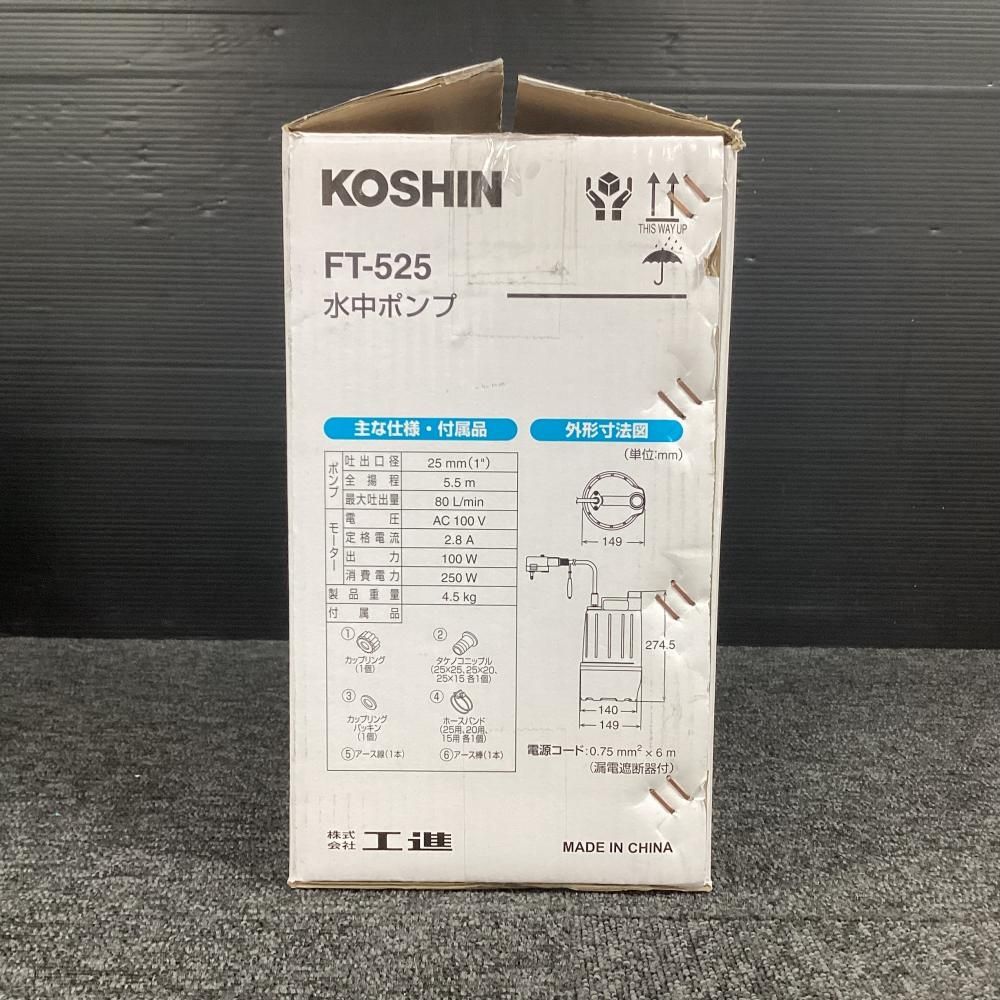 KOSHIN
THIS WAY UP
FT-525
水中ポンプ
主な仕様・付属品
ポンプ
吐出口径 25 mm(1")
全揚程 5.5 m
最大吐出量 80 L/min
モーター
電圧 AC 100 V
定格電流 2.8 A
出力 100 W
消費電力 250 W
製品重量 4.5 kg
付属品
① カップリング
(1個)
② タケノコニップル
(25×25、25×20、
25×15 各1個)
③ カップリング
パッキン
(1個)
④ ホースバンド
(25用、20用、
15用 各1個)
⑤アース線(1本)
⑥アース棒(1本)
外形寸法図
(単位:mm)
149
274.5
140
149
電源コード:0.75 mm²×6 m
(漏電遮断器付)
株式会社 工進
MADE IN CHINA